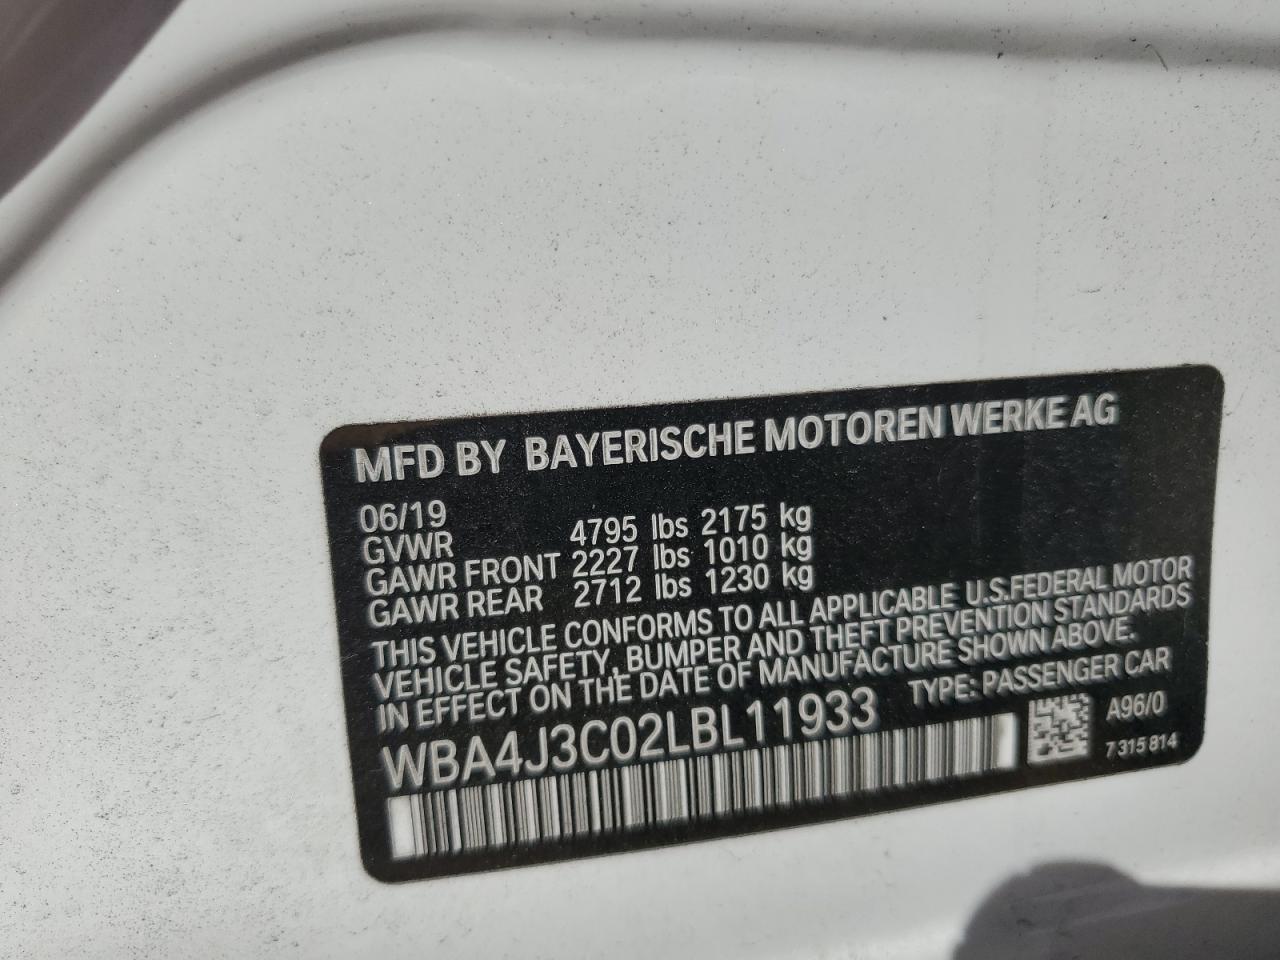 MFD BY BAYERISCHE MOTOREN WERKE AG
06/19
GVWR 4795 lbs 2175 kg
GAWR FRONT 2227 lbs 1010 kg
GAWR REAR 2712 lbs 1230 kg
THIS VEHICLE CONFORMS TO ALL APPLICABLE U.S.FEDERAL MOTOR
VEHICLE SAFETY, BUMPER AND THEFT PREVENTION STANDARDS
IN EFFECT ON THE DATE OF MANUFACTURE SHOWN ABOVE.
WBA4J3C02LBL11933 TYPE: PASSENGER CAR
A96/0
7 315 814